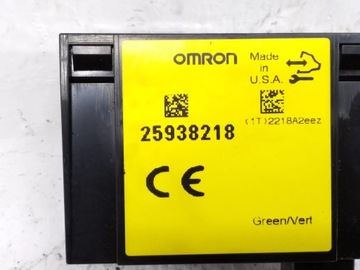 OMRON
Made
in
U.S.A.
25938218
(1T)2218A2eez
CE
Green/Vert